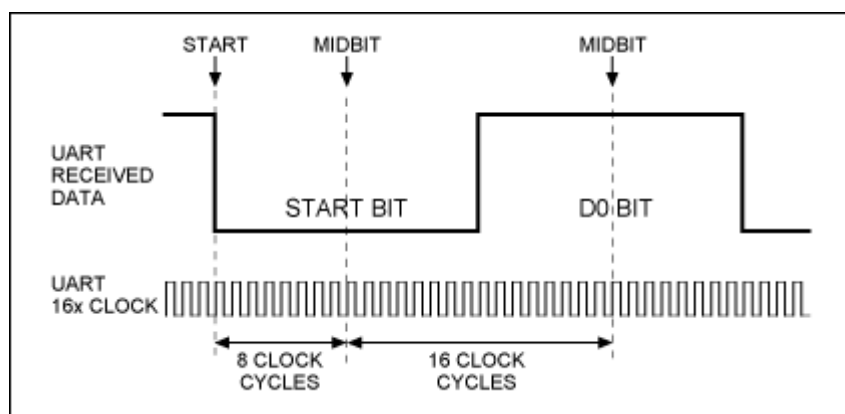 START
MIDBIT
MIDBIT
UART
RECEIVED
DATA
START BIT
D0 BIT
UART
16x CLOCK
8 CLOCK
CYCLES
16 CLOCK
CYCLES